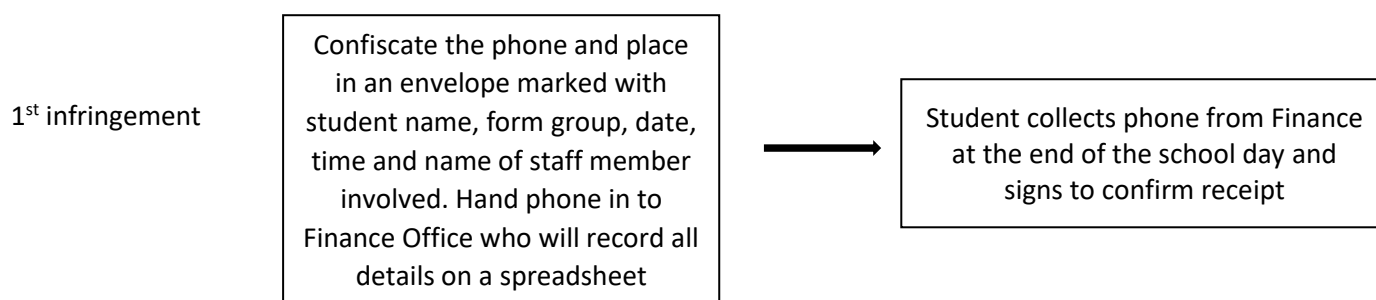 1st infringement
Confiscate the phone and place
in an envelope marked with
student name, form group, date,
time and name of staff member
involved. Hand phone in to
Finance Office who will record all
details on a spreadsheet
Student collects phone from Finance
at the end of the school day and
signs to confirm receipt